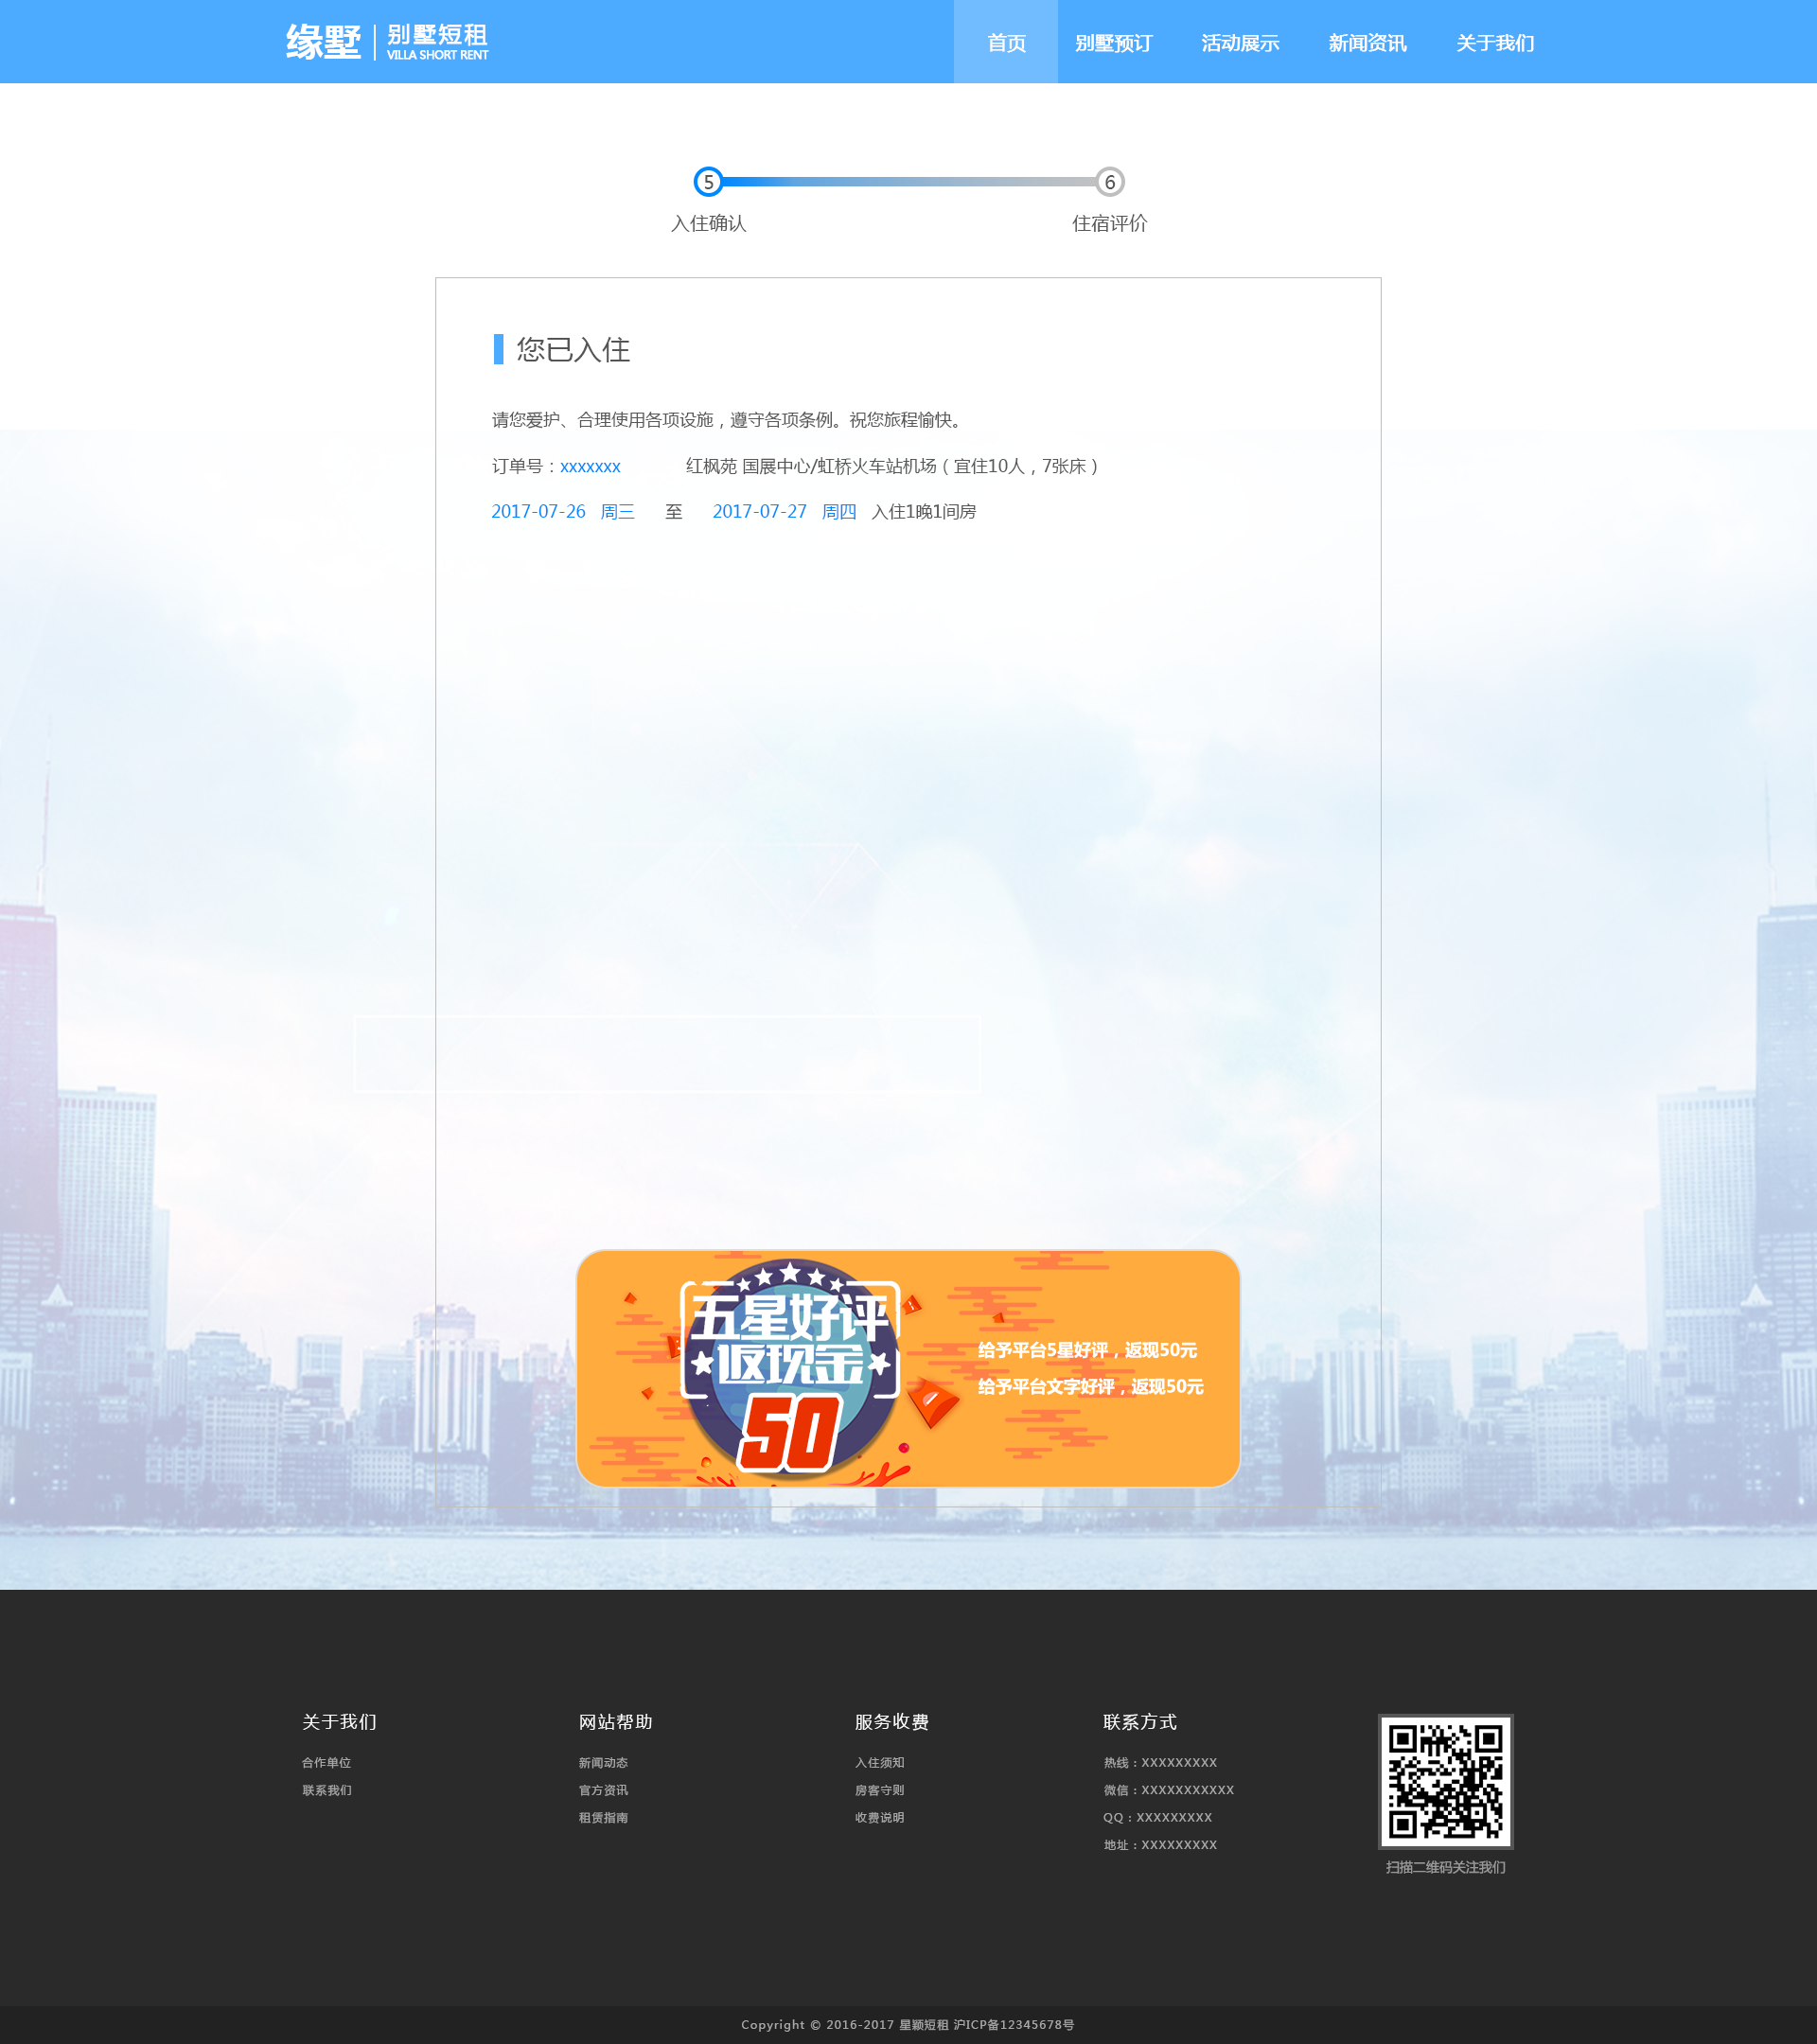 缘墅 别墅短租
VILLA SHORT RENT
首页 别墅预订 活动展示 新闻资讯 关于我们
5 6
入住确认 住宿评价
您已入住
请您爱护、合理使用各项设施，遵守各项条例。祝您旅程愉快。
订单号：xxxxxxx 红枫苑 国展中心/虹桥火车站机场（宜住10人，7张床）
2017-07-26 周三 至 2017-07-27 周四 入住1晚1间房
五星好评
返现金
50
给予平台5星好评，返现50元
给予平台文字好评，返现50元
关于我们 网站帮助 服务收费 联系方式
合作单位 新闻动态 入住须知 热线：XXXXXXXXX
联系我们 官方资讯 房客守则 微信：XXXXXXXXXXX
租赁指南 收费说明 QQ：XXXXXXXXX
地址：XXXXXXXXX
扫描二维码关注我们
Copyright © 2016-2017 星颖短租 沪ICP备12345678号